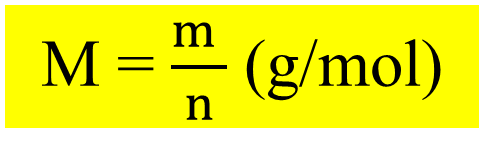 M = m/n (g/mol)